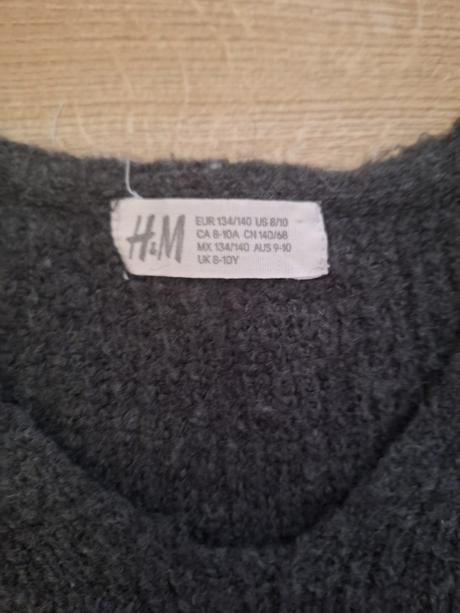 H&M
EUR 134/140 US 8/10
CA 8-10A CN 140/68
MX 134/140 AUS 9-10
UK 8-10Y